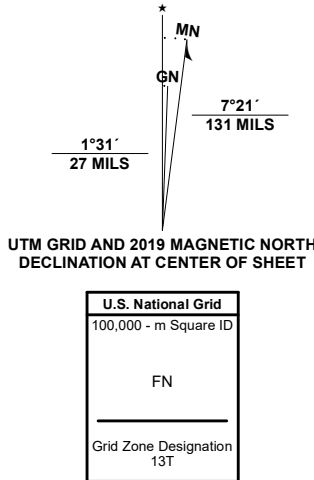 ★
MN
GN
7°21´
131 MILS
1°31´
27 MILS
UTM GRID AND 2019 MAGNETIC NORTH
DECLINATION AT CENTER OF SHEET
U.S. National Grid
100,000 - m Square ID
FN
Grid Zone Designation
13T